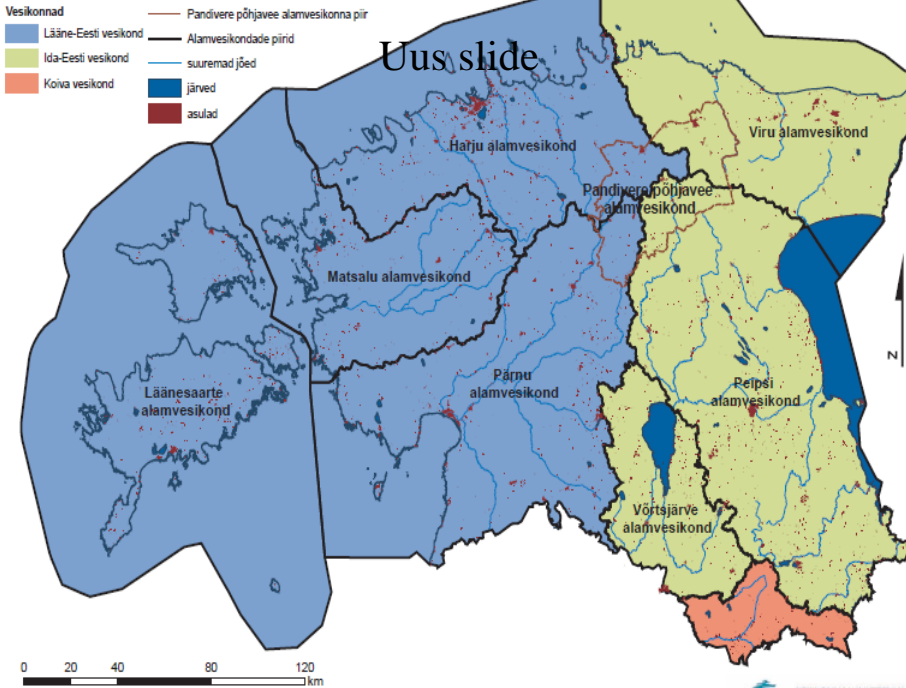 Vesikonnad
Lääne-Eesti vesikond
Ida-Eesti vesikond
Koiva vesikond
Pandivere põhjavee alamvesikonna piir
Alamvesikondade piirid
suuremad jõed
järved
asulad
Uus slide
Harju alamvesikond
Viru alamvesikond
Pandivere põhjavee
alamvesikond
Matsalu alamvesikond
Läänesaarte
alamvesikond
Pärnu
alamvesikond
Peipsi
alamvesikond
Võrtsjärve
alamvesikond
N
0 20 40 80 120
km